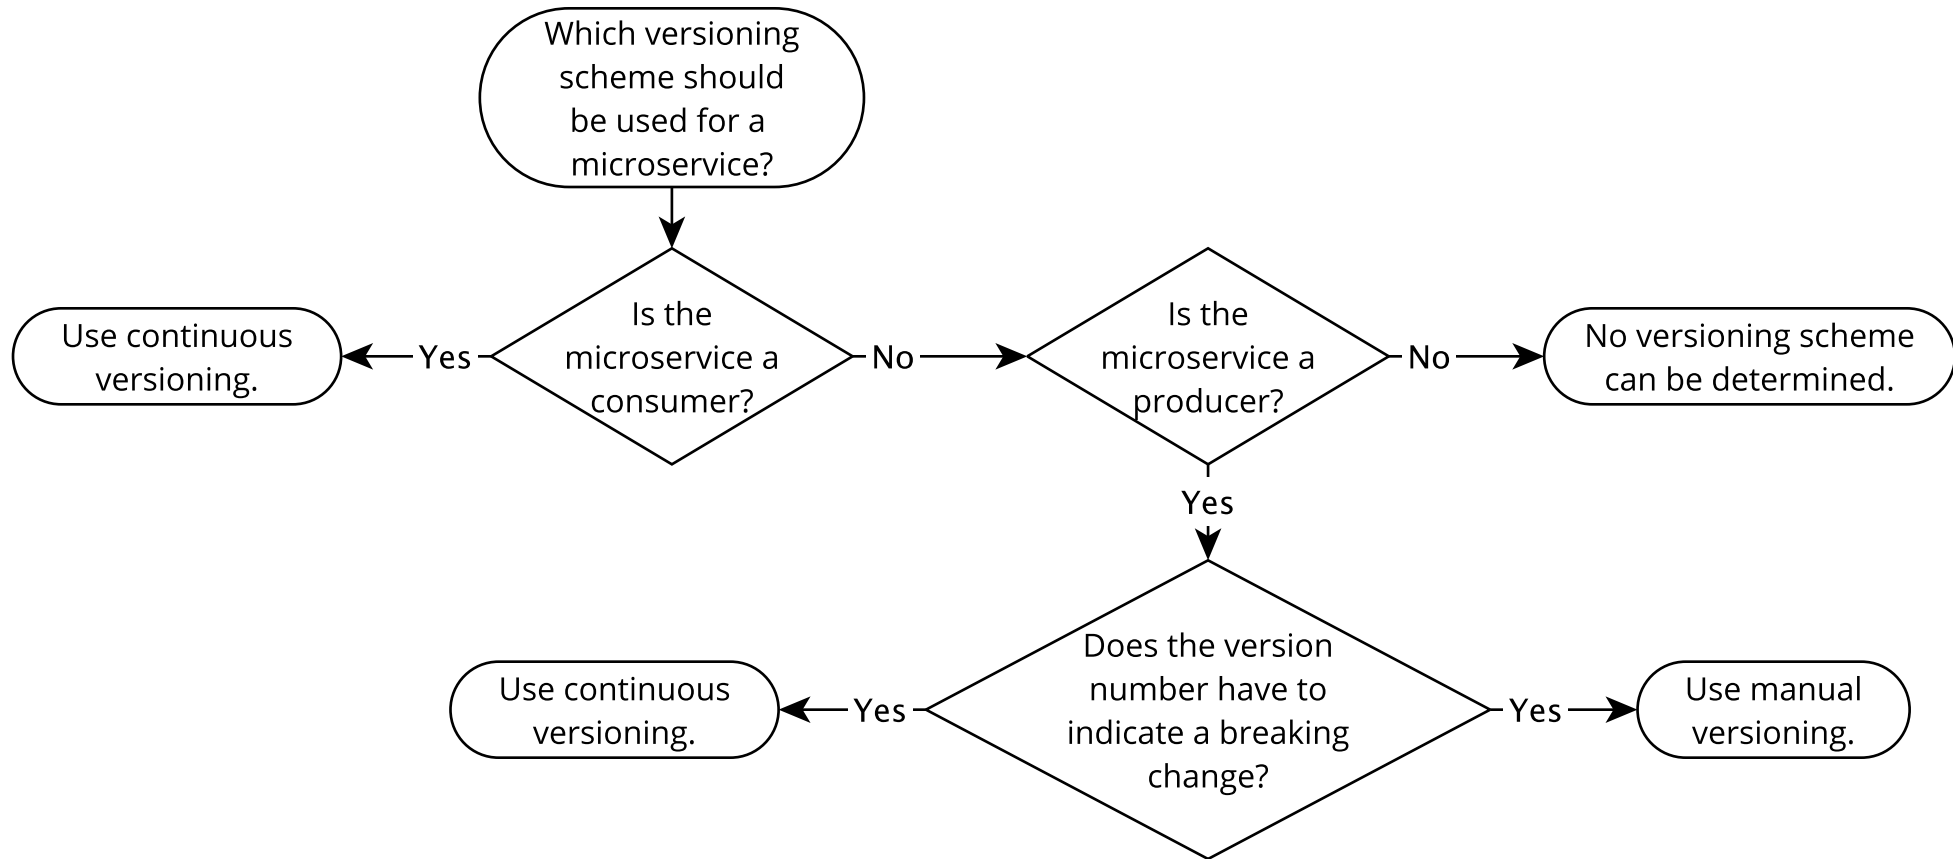 Which versioning
scheme should
be used for a
microservice?
Is the
microservice a
consumer?
Yes
Use continuous
versioning.
No
Is the
microservice a
producer?
No
No versioning scheme
can be determined.
Yes
Does the version
number have to
indicate a breaking
change?
Yes
Use continuous
versioning.
Yes
Use manual
versioning.